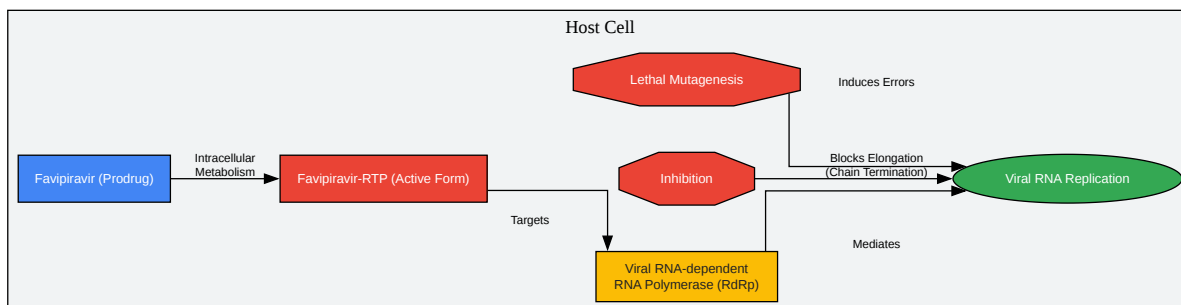 Host Cell
Lethal Mutagenesis
Induces Errors
Favipiravir (Prodrug)
Intracellular
Metabolism
Favipiravir-RTP (Active Form)
Inhibition
Blocks Elongation
(Chain Termination)
Viral RNA Replication
Targets
Viral RNA-dependent
RNA Polymerase (RdRp)
Mediates